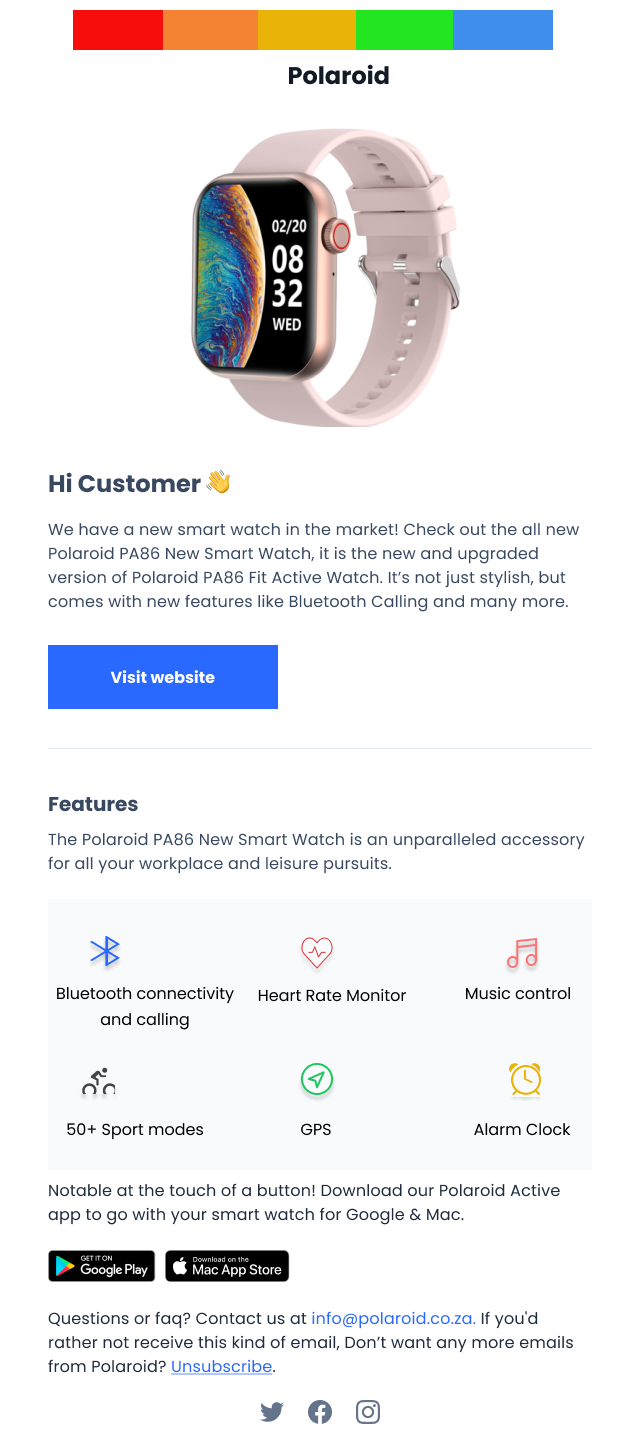 Polaroid
02/20
08
32
WED
Hi Customer 👋
We have a new smart watch in the market! Check out the all new
Polaroid PA86 New Smart Watch, it is the new and upgraded
version of Polaroid PA86 Fit Active Watch. It’s not just stylish, but
comes with new features like Bluetooth Calling and many more.
Visit website
Features
The Polaroid PA86 New Smart Watch is an unparalleled accessory
for all your workplace and leisure pursuits.
Bluetooth connectivity
and calling
Heart Rate Monitor
Music control
50+ Sport modes
GPS
Alarm Clock
Notable at the touch of a button! Download our Polaroid Active
app to go with your smart watch for Google & Mac.
GET IT ON
Google Play
Download on the
Mac App Store
Questions or faq? Contact us at info@polaroid.co.za. If you'd
rather not receive this kind of email, Don’t want any more emails
from Polaroid? Unsubscribe.